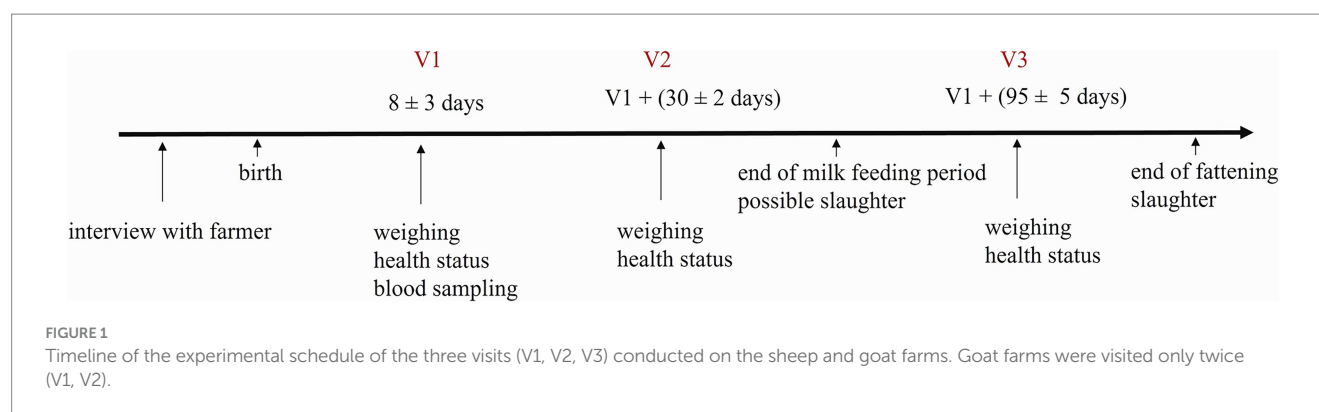 V1 V2 V3
8 ± 3 days V1 + (30 ± 2 days) V1 + (95 ± 5 days)
birth end of milk feeding period end of fattening
possible slaughter slaughter
interview with farmer weighing weighing weighing
health status health status health status
blood sampling
FIGURE 1
Timeline of the experimental schedule of the three visits (V1, V2, V3) conducted on the sheep and goat farms. Goat farms were visited only twice
(V1, V2).